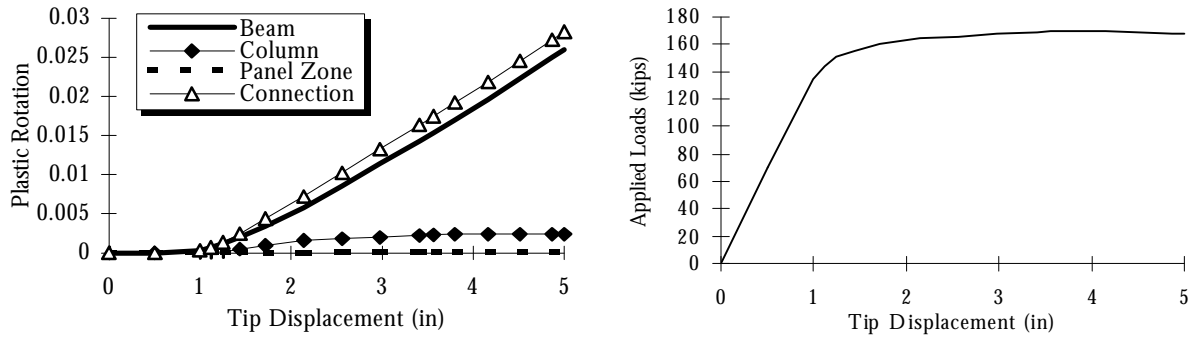 0.03
0.025
0.02
0.015
0.01
0.005
0
Plastic Rotation
Beam
Column
Panel Zone
Connection
0 1 2 3 4 5
Tip Displacement (in)
180
160
140
120
100
80
60
40
20
0
Applied Loads (kips)
0 1 2 3 4 5
Tip Displacement (in)